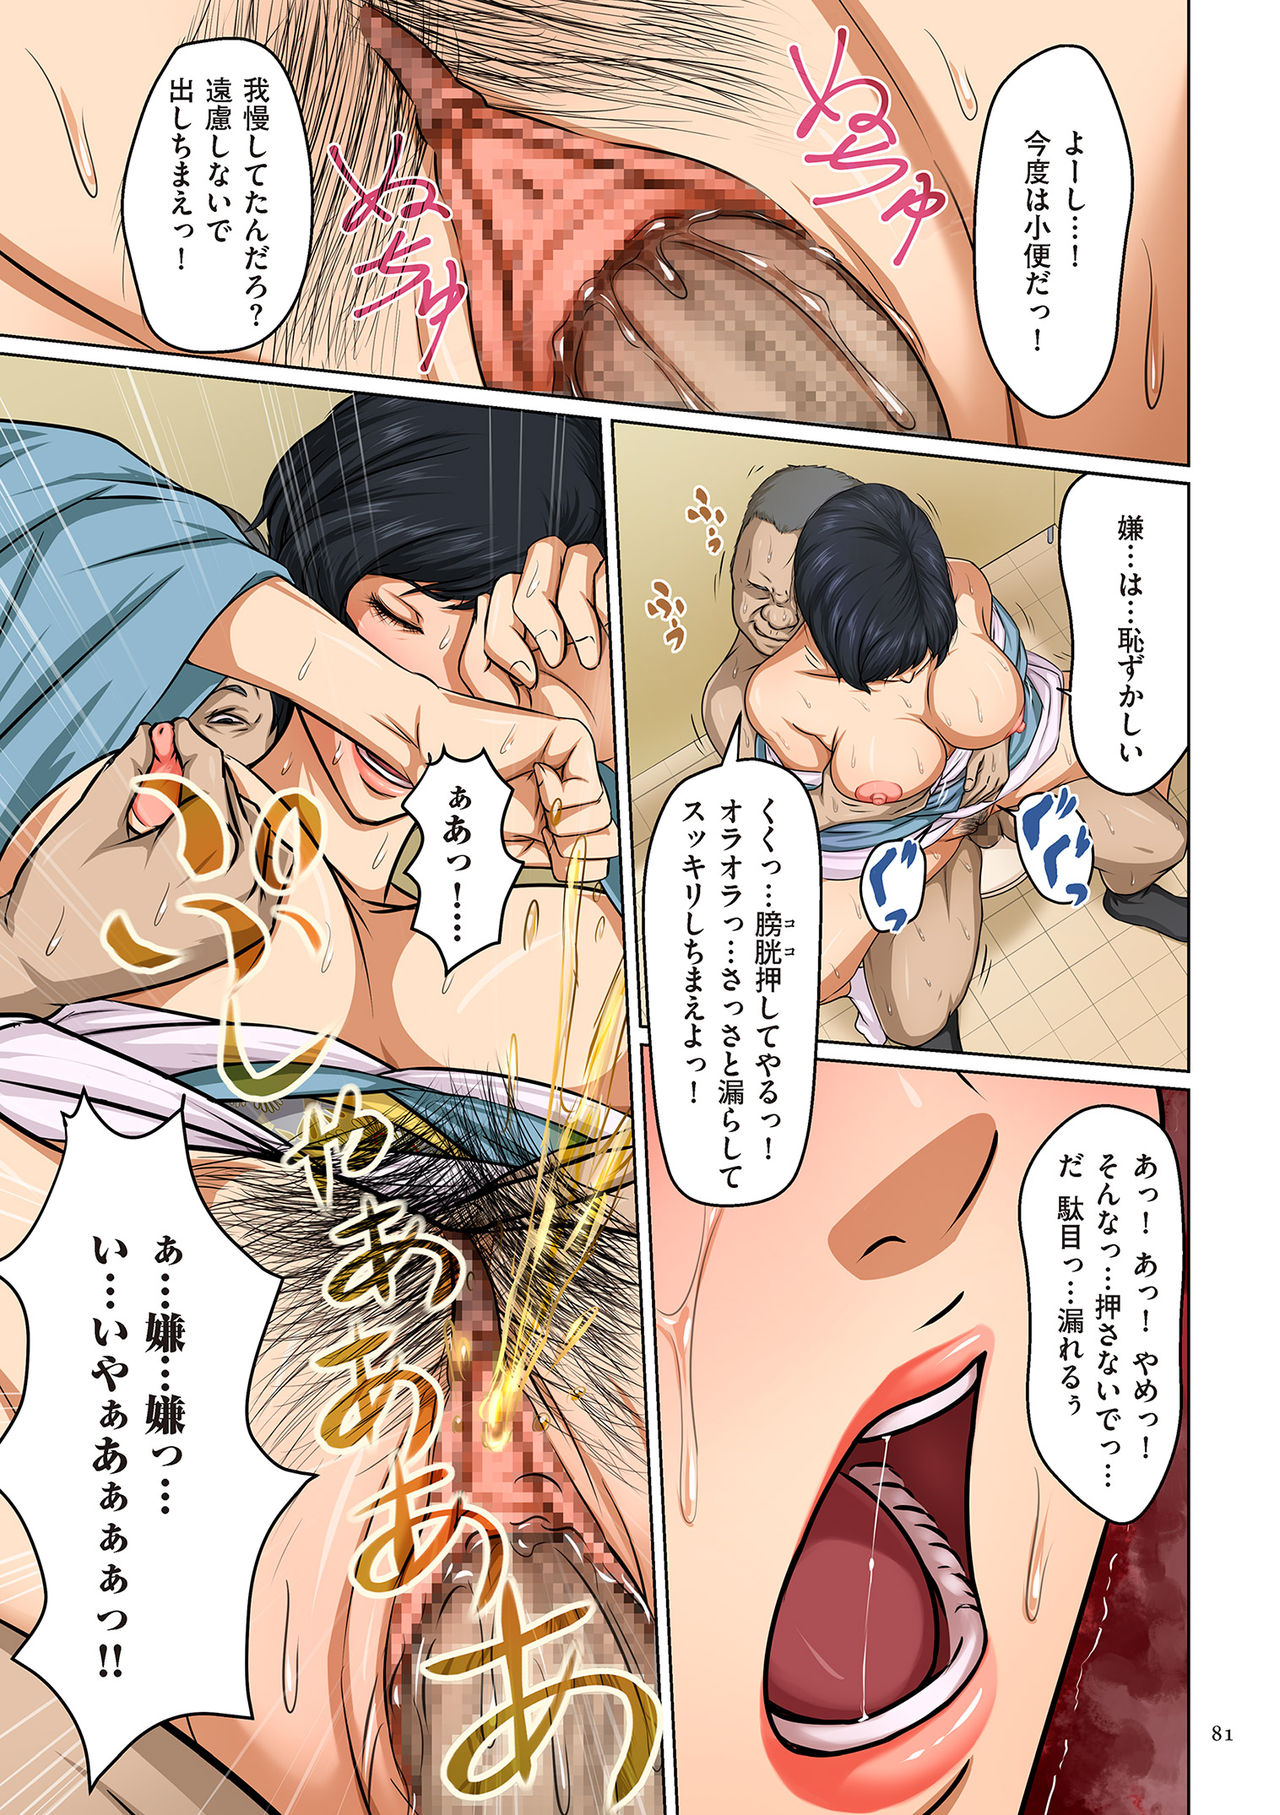 よーし…！
今度は小便だっ！
ぬちゅ
ぬちゅ
我慢してたんだろ？
遠慮しないで
出しちまえっ！
嫌…は…恥ずかしい
ふぅ
ふぅ
ぐっ
ぐっ
くくっ…膀胱押してやるっ！
ココ
オラオラっ…さっさと漏らして
スッキリしちまえよっ！
あっ！あっ！やめっ！
そんなっ…押さないでっ…
だ 駄目っ…漏れるぅ
ぁあっ！…
ぷしゃあああああ
ぁ…嫌…嫌っ…
い…いやぁあぁぁぁっ!!
81